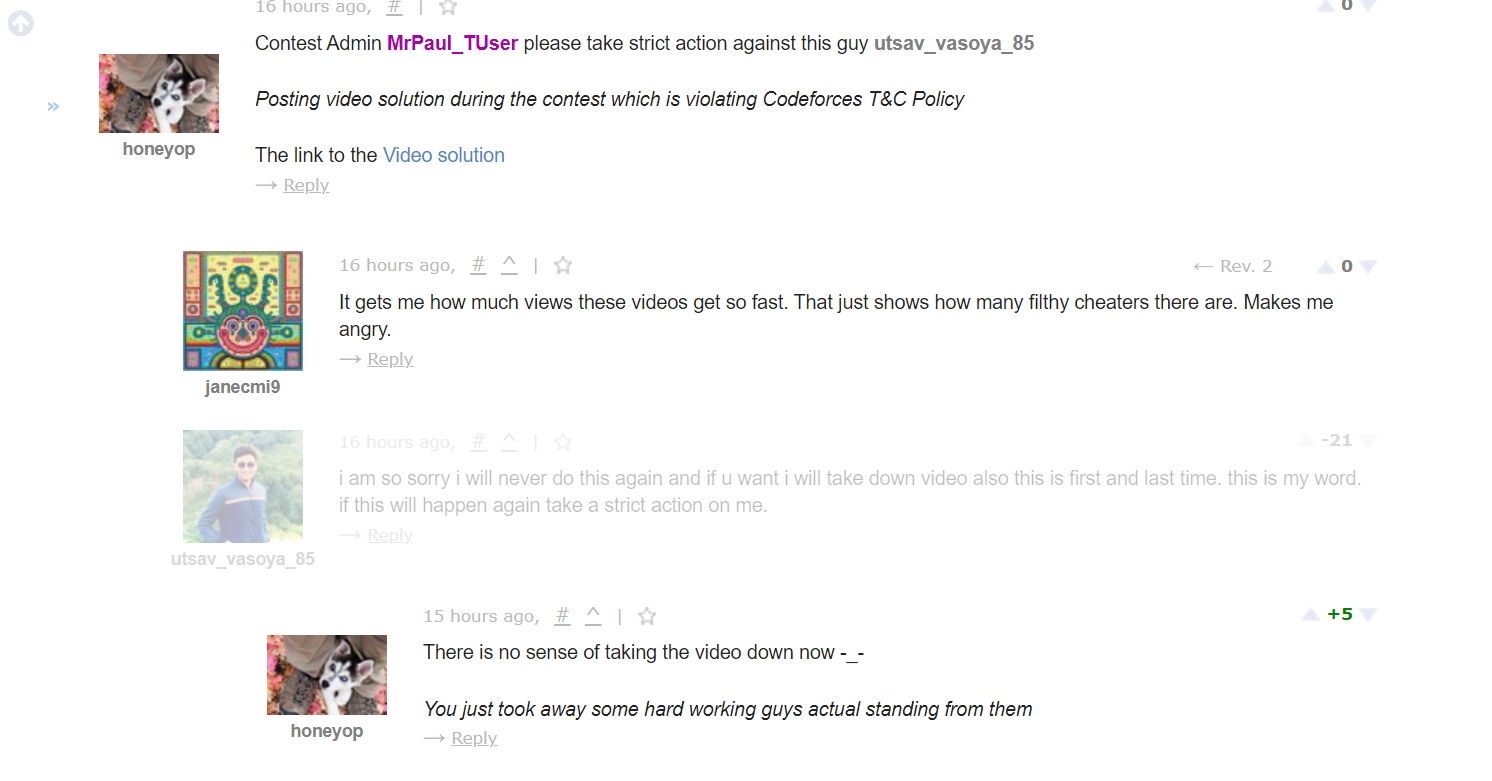 16 hours ago, # | 0
Contest Admin MrPaul_TUser please take strict action against this guy utsav_vasoya_85
Posting video solution during the contest which is violating Codeforces T&C Policy
honeyop
The link to the Video solution
→ Reply
16 hours ago, # ^ | ← Rev. 2 0
It gets me how much views these videos get so fast. That just shows how many filthy cheaters there are. Makes me
angry.
→ Reply
janecmi9
16 hours ago, # ^ | -21
i am so sorry i will never do this again and if u want i will take down video also this is first and last time. this is my word.
if this will happen again take a strict action on me.
→ Reply
utsav_vasoya_85
15 hours ago, # ^ | +5
There is no sense of taking the video down now -_-
You just took away some hard working guys actual standing from them
honeyop
→ Reply